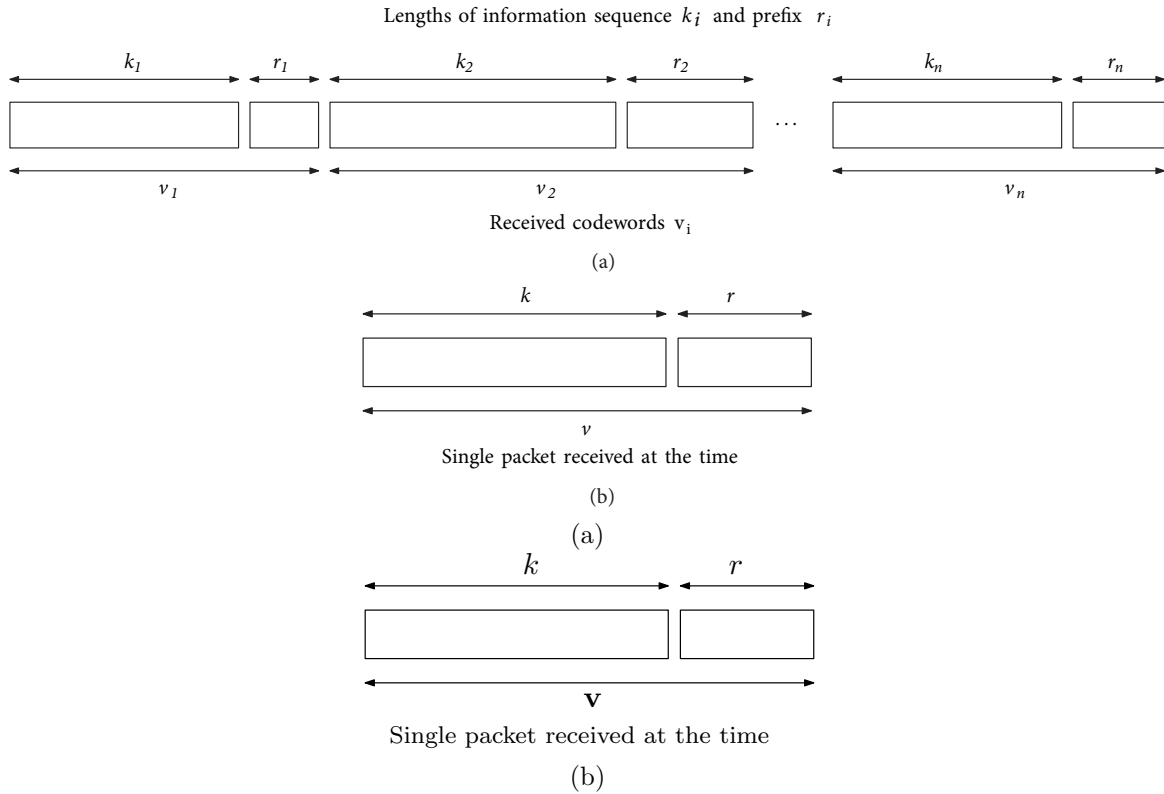 Lengths of information sequence k_i and prefix r_i
k_1 r_1 k_2 r_2 k_n r_n
...
v_1 v_2 v_n
Received codewords v_i
(a)
k r
v
Single packet received at the time
(b)
(a)
k r
v
Single packet received at the time
(b)